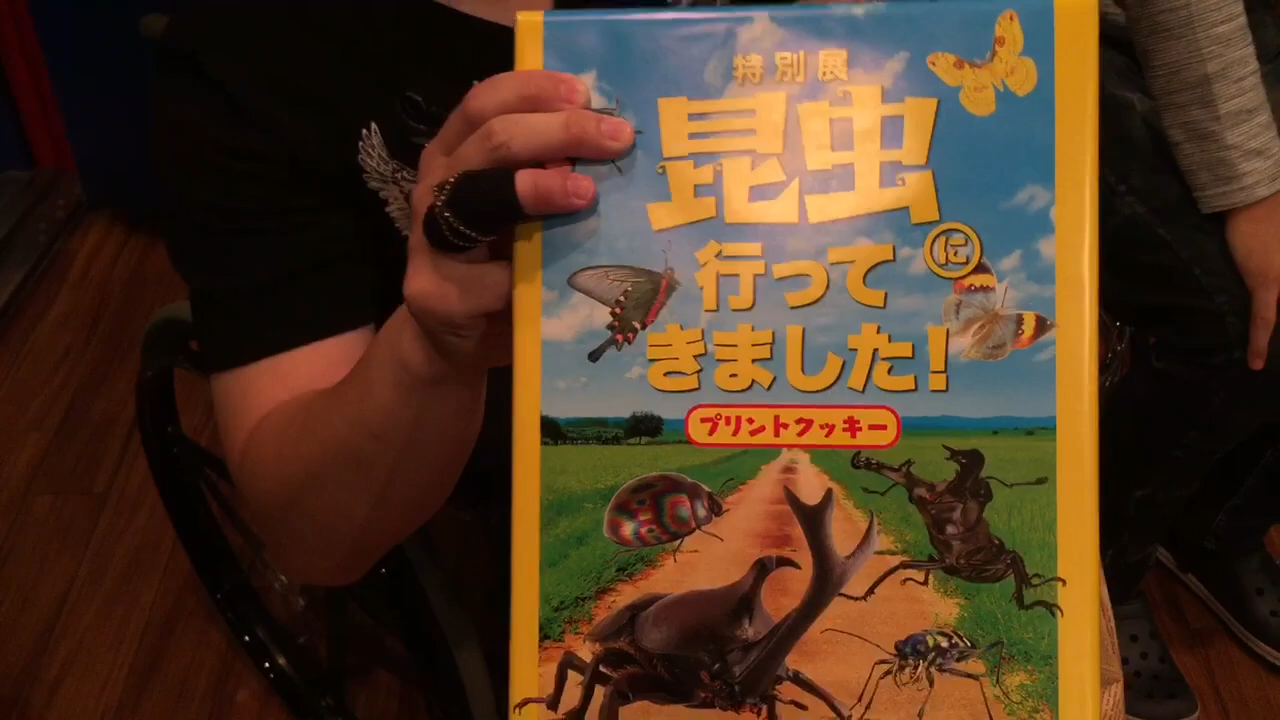 特別展
昆虫に
行って
きました!
プリントクッキー